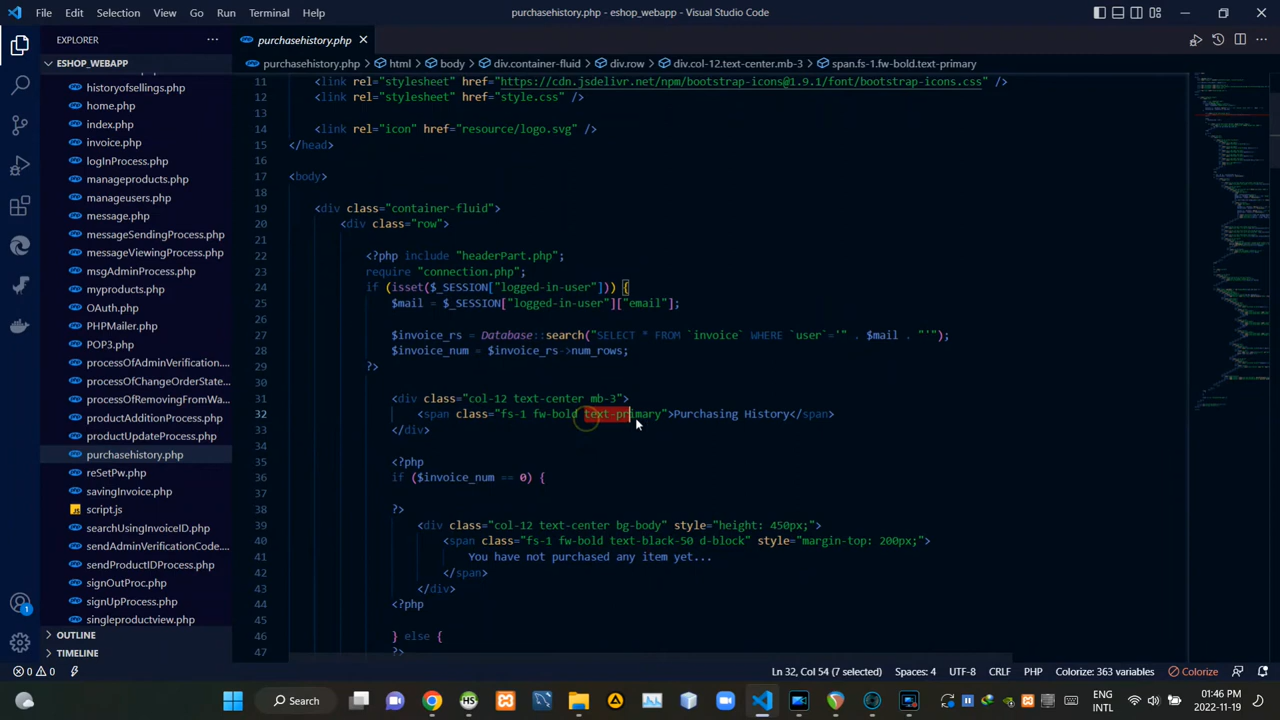 File Edit Selection View Go Run Terminal Help
purchasehistory.php - eshop_webapp - Visual Studio Code
EXPLORER
ESHOP_WEBAPP
historyofsellings.php
home.php
index.php
invoice.php
logInProcess.php
manageproducts.php
manageusers.php
message.php
messageSendingProcess.php
messageViewingProcess.php
msgAdminProcess.php
myproducts.php
OAuth.php
PHPMailer.php
POP3.php
processOfAdminVerification....
processOfChangeOrderState...
processOfRemovingFromWa...
productAdditionProcess.php
productUpdateProcess.php
purchasehistory.php
reSetPw.php
savingInvoice.php
script.js
searchUsingInvoiceID.php
sendAdminVerificationCode....
sendProductIDProcess.php
signOutProc.php
signUpProcess.php
singleproductview.php
OUTLINE
TIMELINE
purchasehistory.php
purchasehistory.php > html > body > div.container-fluid > div.row > div.col-12.text-center.mb-3 > span.fs-1.fw-bold.text-primary
11 <link rel="stylesheet" href="https://cdn.jsdelivr.net/npm/bootstrap-icons@1.9.1/font/bootstrap-icons.css" />
12 <link rel="stylesheet" href="style.css" />
13
14 <link rel="icon" href="resource/logo.svg" />
15 </head>
16
17 <body>
18
19 <div class="container-fluid">
20 <div class="row">
21
22 <?php include "headerPart.php";
23 require "connection.php";
24 if (isset($_SESSION["logged-in-user"])) {
25 $mail = $_SESSION["logged-in-user"]["email"];
26
27 $invoice_rs = Database::search("SELECT * FROM `invoice` WHERE `user`='" . $mail . "'");
28 $invoice_num = $invoice_rs->num_rows;
29 ?>
30
31 <div class="col-12 text-center mb-3">
32 <span class="fs-1 fw-bold text-primary">Purchasing History</span>
33 </div>
34
35 <?php
36 if ($invoice_num == 0) {
37
38 ?>
39 <div class="col-12 text-center bg-body" style="height: 450px;">
40 <span class="fs-1 fw-bold text-black-50 d-block" style="margin-top: 200px;">
41 You have not purchased any item yet...
42 </span>
43 </div>
44 <?php
45
46 } else {
47 ?>
0 0 Ln 32, Col 54 (7 selected) Spaces: 4 UTF-8 CRLF PHP Colorize: 363 variables Colorize
Search
ENG
INTL
01:46 PM
2022-11-19